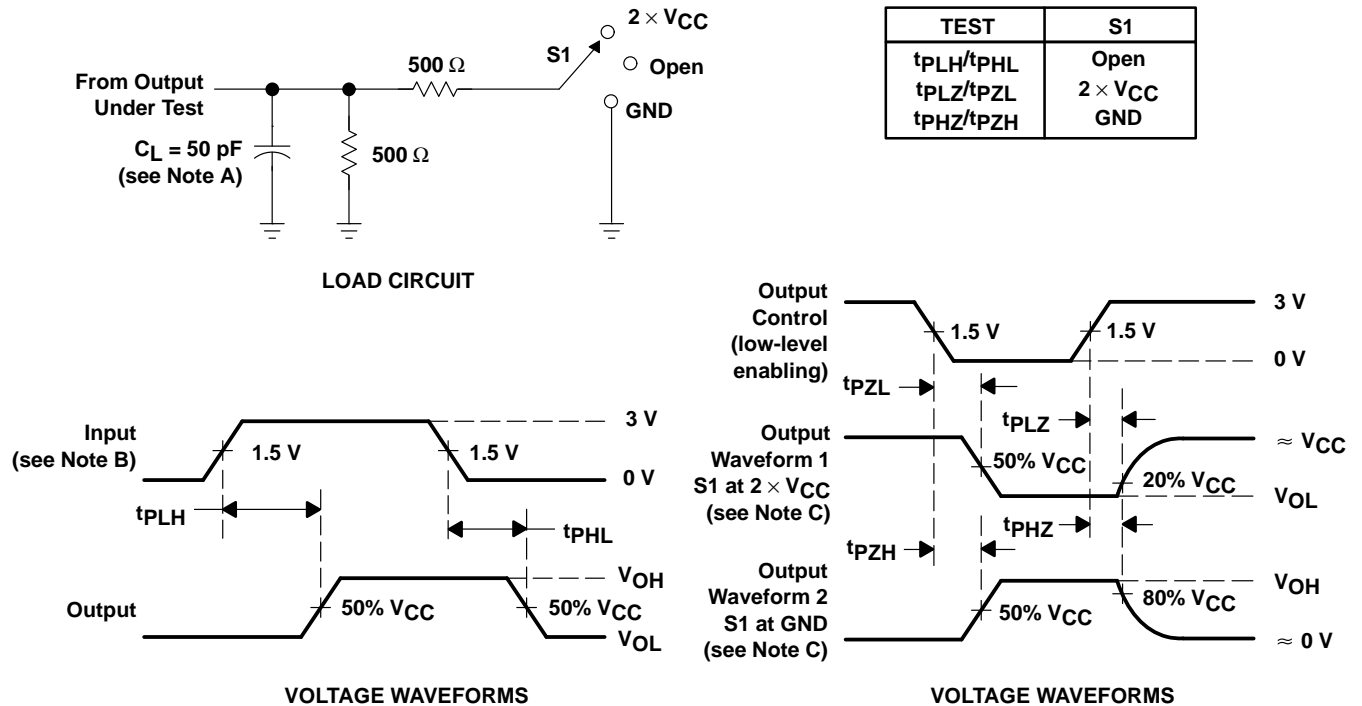 2 × VCC
S1
Open
GND
500 Ω
From Output
Under Test
CL = 50 pF
(see Note A)
500 Ω
LOAD CIRCUIT
TEST S1
tPLH/tPHL Open
tPLZ/tPZL 2 × VCC
tPHZ/tPZH GND
Input
(see Note B)
1.5 V
1.5 V
3 V
0 V
tPLH
tPHL
Output
50% VCC
50% VCC
VOH
VOL
VOLTAGE WAVEFORMS
Output
Control
(low-level
enabling)
1.5 V
1.5 V
3 V
0 V
tPZL
tPLZ
Output
Waveform 1
S1 at 2 × VCC
(see Note C)
50% VCC
20% VCC
≈ VCC
VOL
tPZH
tPHZ
Output
Waveform 2
S1 at GND
(see Note C)
50% VCC
80% VCC
VOH
≈ 0 V
VOLTAGE WAVEFORMS